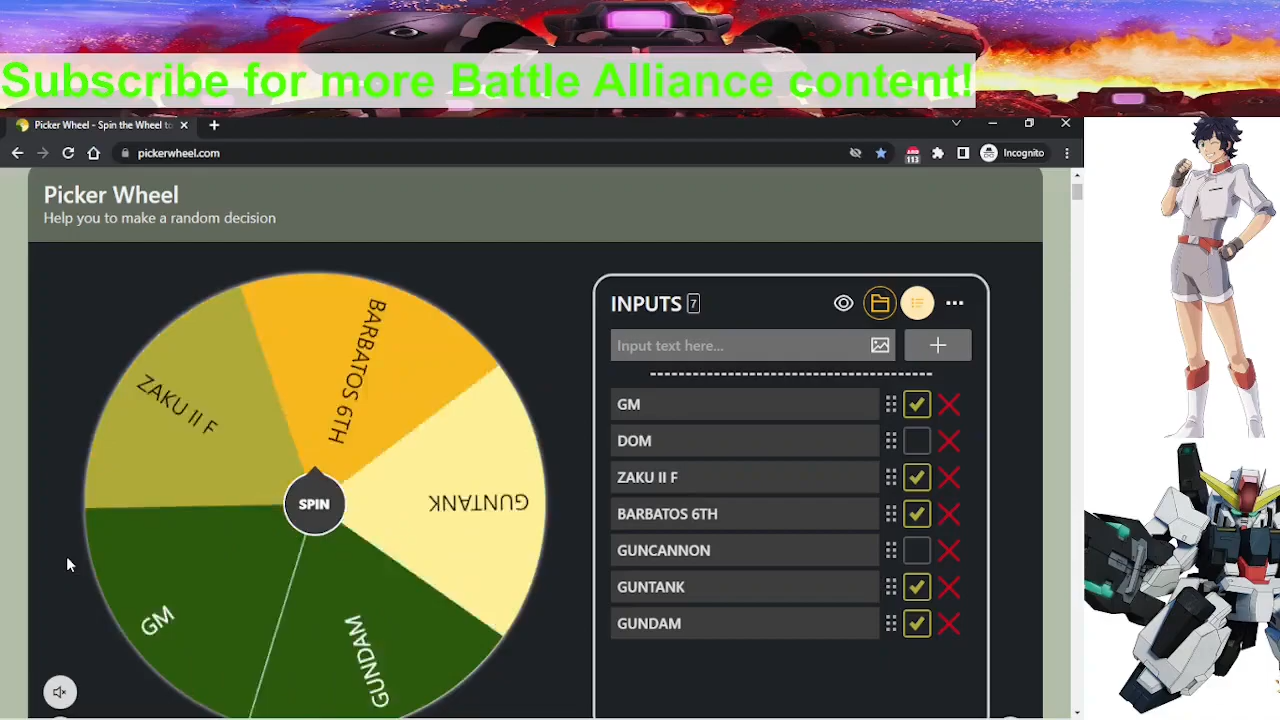 Subscribe for more Battle Alliance content!
Picker Wheel - Spin the Wheel to
pickerwheel.com
113
Incognito
Picker Wheel
Help you to make a random decision
BARBATOS 6TH
ZAKU II F
GUNTANK
SPIN
GM
GUNDAM
INPUTS 7
Input text here...
GM
DOM
ZAKU II F
BARBATOS 6TH
GUNCANNON
GUNTANK
GUNDAM